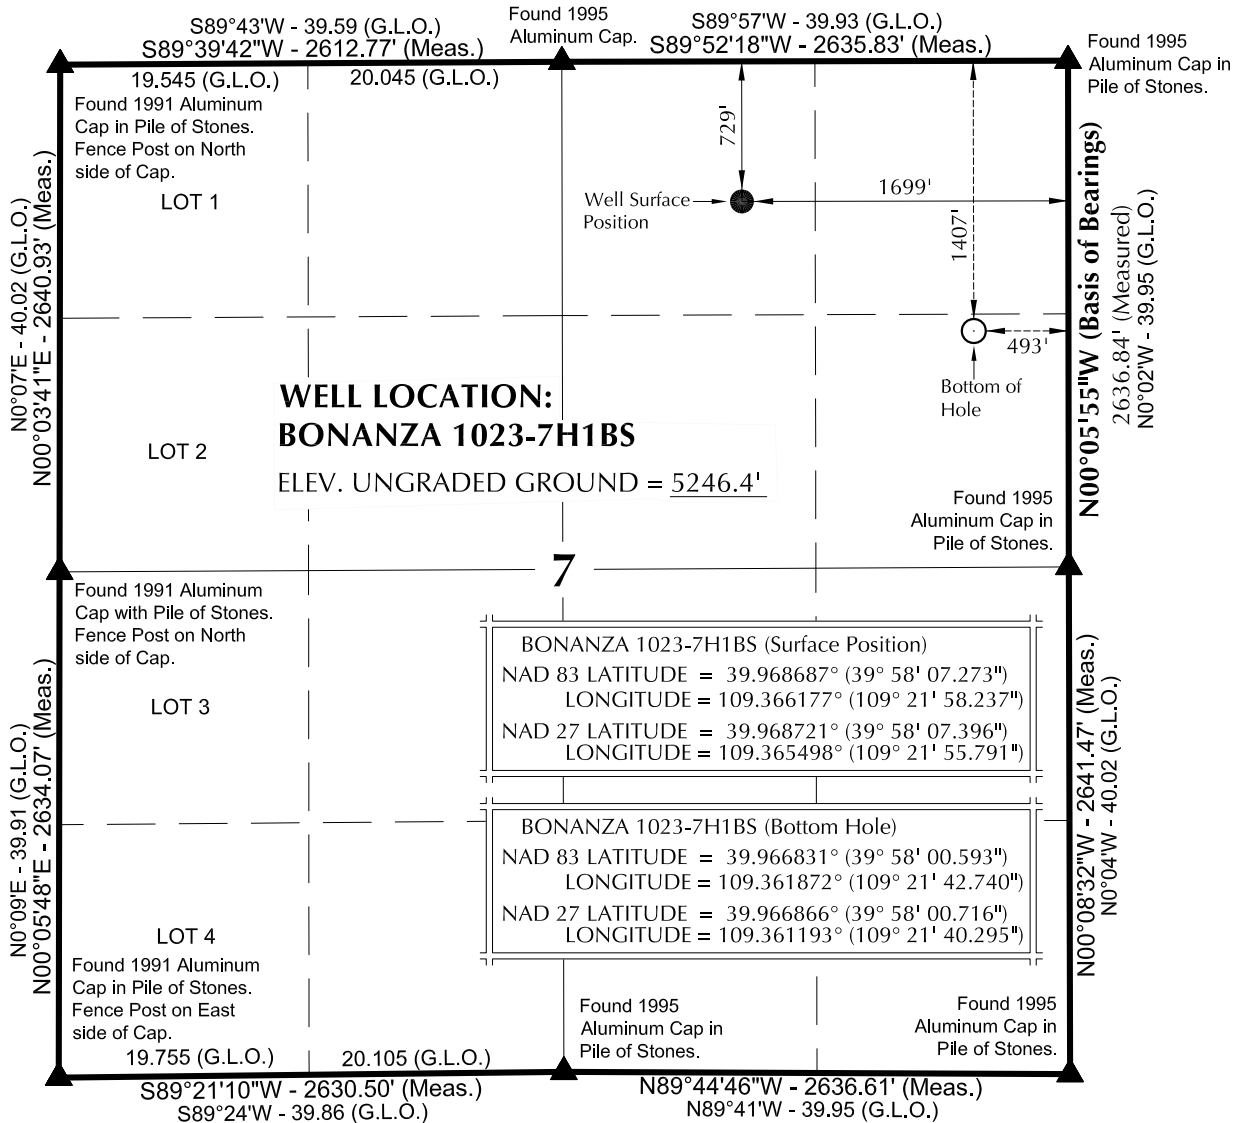 S89°43'W - 39.59 (G.L.O.)
S89°39'42"W - 2612.77' (Meas.)
Found 1995
Aluminum Cap.
S89°57'W - 39.93 (G.L.O.)
S89°52'18"W - 2635.83' (Meas.)
Found 1995
Aluminum Cap in
Pile of Stones.
19.545 (G.L.O.)
20.045 (G.L.O.)
Found 1991 Aluminum
Cap in Pile of Stones.
Fence Post on North
side of Cap.
LOT 1
729'
Well Surface
Position
1699'
1407'
493'
Bottom of
Hole
N0°07'E - 40.02 (G.L.O.)
N00°03'41"E - 2640.93' (Meas.)
N00°05'55"W (Basis of Bearings)
2636.84' (Measured)
N0°02'W - 39.95 (G.L.O.)
WELL LOCATION:
BONANZA 1023-7H1BS
ELEV. UNGRADED GROUND = 5246.4'
LOT 2
Found 1995
Aluminum Cap in
Pile of Stones.
7
Found 1991 Aluminum
Cap with Pile of Stones.
Fence Post on North
side of Cap.
LOT 3
BONANZA 1023-7H1BS (Surface Position)
NAD 83 LATITUDE = 39.968687° (39° 58' 07.273")
LONGITUDE = 109.366177° (109° 21' 58.237")
NAD 27 LATITUDE = 39.968721° (39° 58' 07.396")
LONGITUDE = 109.365498° (109° 21' 55.791")
BONANZA 1023-7H1BS (Bottom Hole)
NAD 83 LATITUDE = 39.966831° (39° 58' 00.593")
LONGITUDE = 109.361872° (109° 21' 42.740")
NAD 27 LATITUDE = 39.966866° (39° 58' 00.716")
LONGITUDE = 109.361193° (109° 21' 40.295")
N0°09'E - 39.91 (G.L.O.)
N00°05'48"E - 2634.07' (Meas.)
N00°08'32"W - 2641.47' (Meas.)
N0°04'W - 40.02 (G.L.O.)
LOT 4
Found 1991 Aluminum
Cap in Pile of Stones.
Fence Post on East
side of Cap.
Found 1995
Aluminum Cap in
Pile of Stones.
Found 1995
Aluminum Cap in
Pile of Stones.
19.755 (G.L.O.)
20.105 (G.L.O.)
S89°21'10"W - 2630.50' (Meas.)
S89°24'W - 39.86 (G.L.O.)
N89°44'46"W - 2636.61' (Meas.)
N89°41'W - 39.95 (G.L.O.)